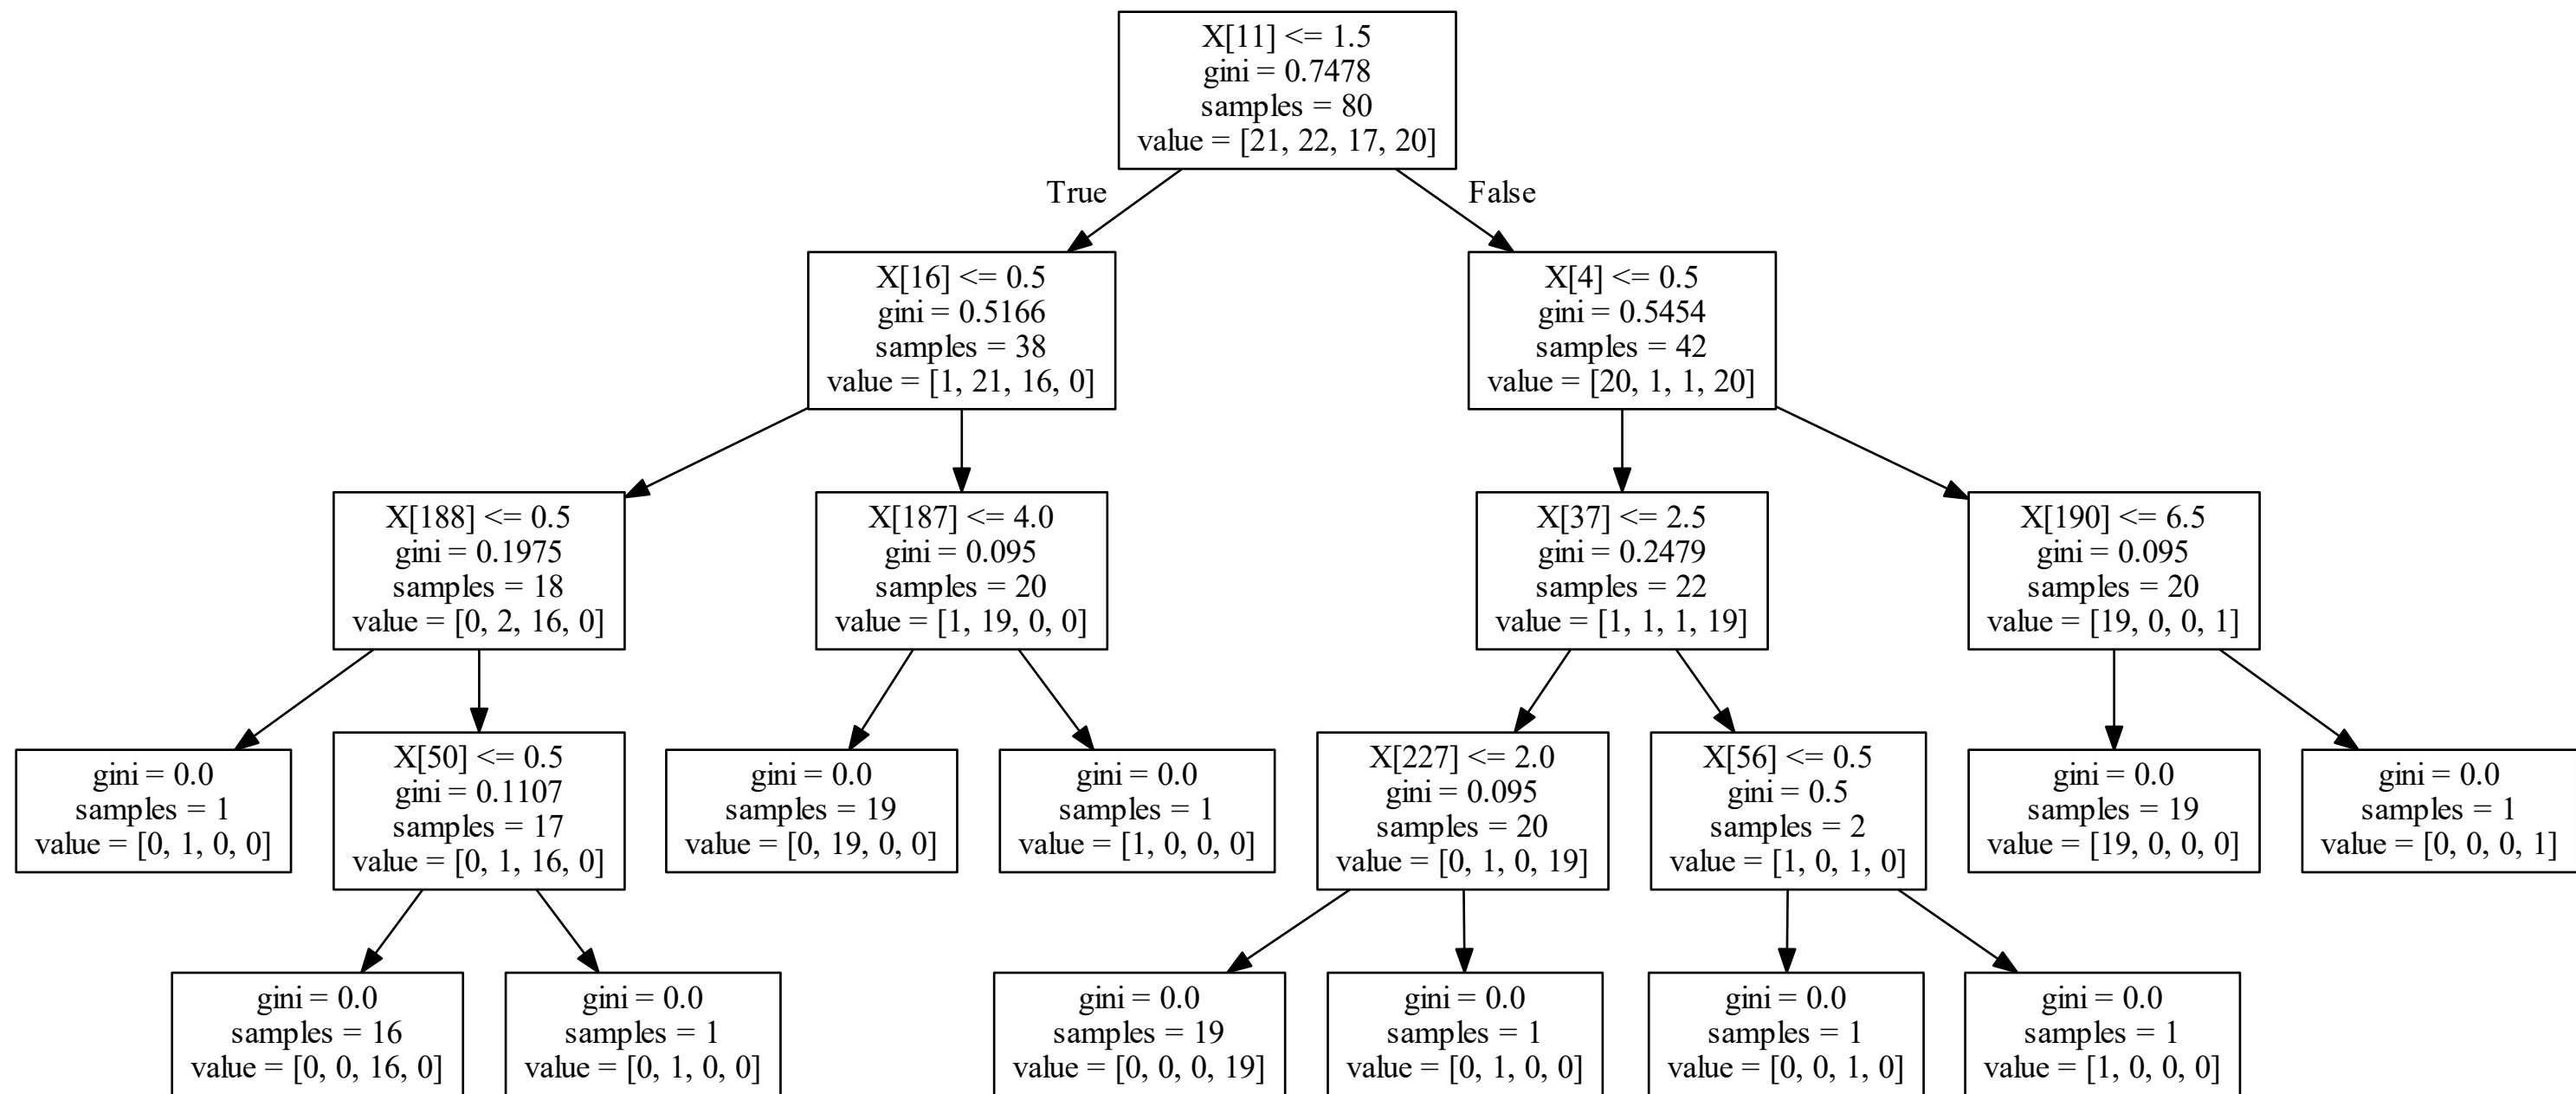 X[11] <= 1.5
gini = 0.7478
samples = 80
value = [21, 22, 17, 20]
True
False
X[16] <= 0.5
gini = 0.5166
samples = 38
value = [1, 21, 16, 0]
X[4] <= 0.5
gini = 0.5454
samples = 42
value = [20, 1, 1, 20]
X[188] <= 0.5
gini = 0.1975
samples = 18
value = [0, 2, 16, 0]
X[187] <= 4.0
gini = 0.095
samples = 20
value = [1, 19, 0, 0]
X[37] <= 2.5
gini = 0.2479
samples = 22
value = [1, 1, 1, 19]
X[190] <= 6.5
gini = 0.095
samples = 20
value = [19, 0, 0, 1]
gini = 0.0
samples = 1
value = [0, 1, 0, 0]
X[50] <= 0.5
gini = 0.1107
samples = 17
value = [0, 1, 16, 0]
gini = 0.0
samples = 19
value = [0, 19, 0, 0]
gini = 0.0
samples = 1
value = [1, 0, 0, 0]
X[227] <= 2.0
gini = 0.095
samples = 20
value = [0, 1, 0, 19]
X[56] <= 0.5
gini = 0.5
samples = 2
value = [1, 0, 1, 0]
gini = 0.0
samples = 19
value = [19, 0, 0, 0]
gini = 0.0
samples = 1
value = [0, 0, 0, 1]
gini = 0.0
samples = 16
value = [0, 0, 16, 0]
gini = 0.0
samples = 1
value = [0, 1, 0, 0]
gini = 0.0
samples = 19
value = [0, 0, 0, 19]
gini = 0.0
samples = 1
value = [0, 1, 0, 0]
gini = 0.0
samples = 1
value = [0, 0, 1, 0]
gini = 0.0
samples = 1
value = [1, 0, 0, 0]